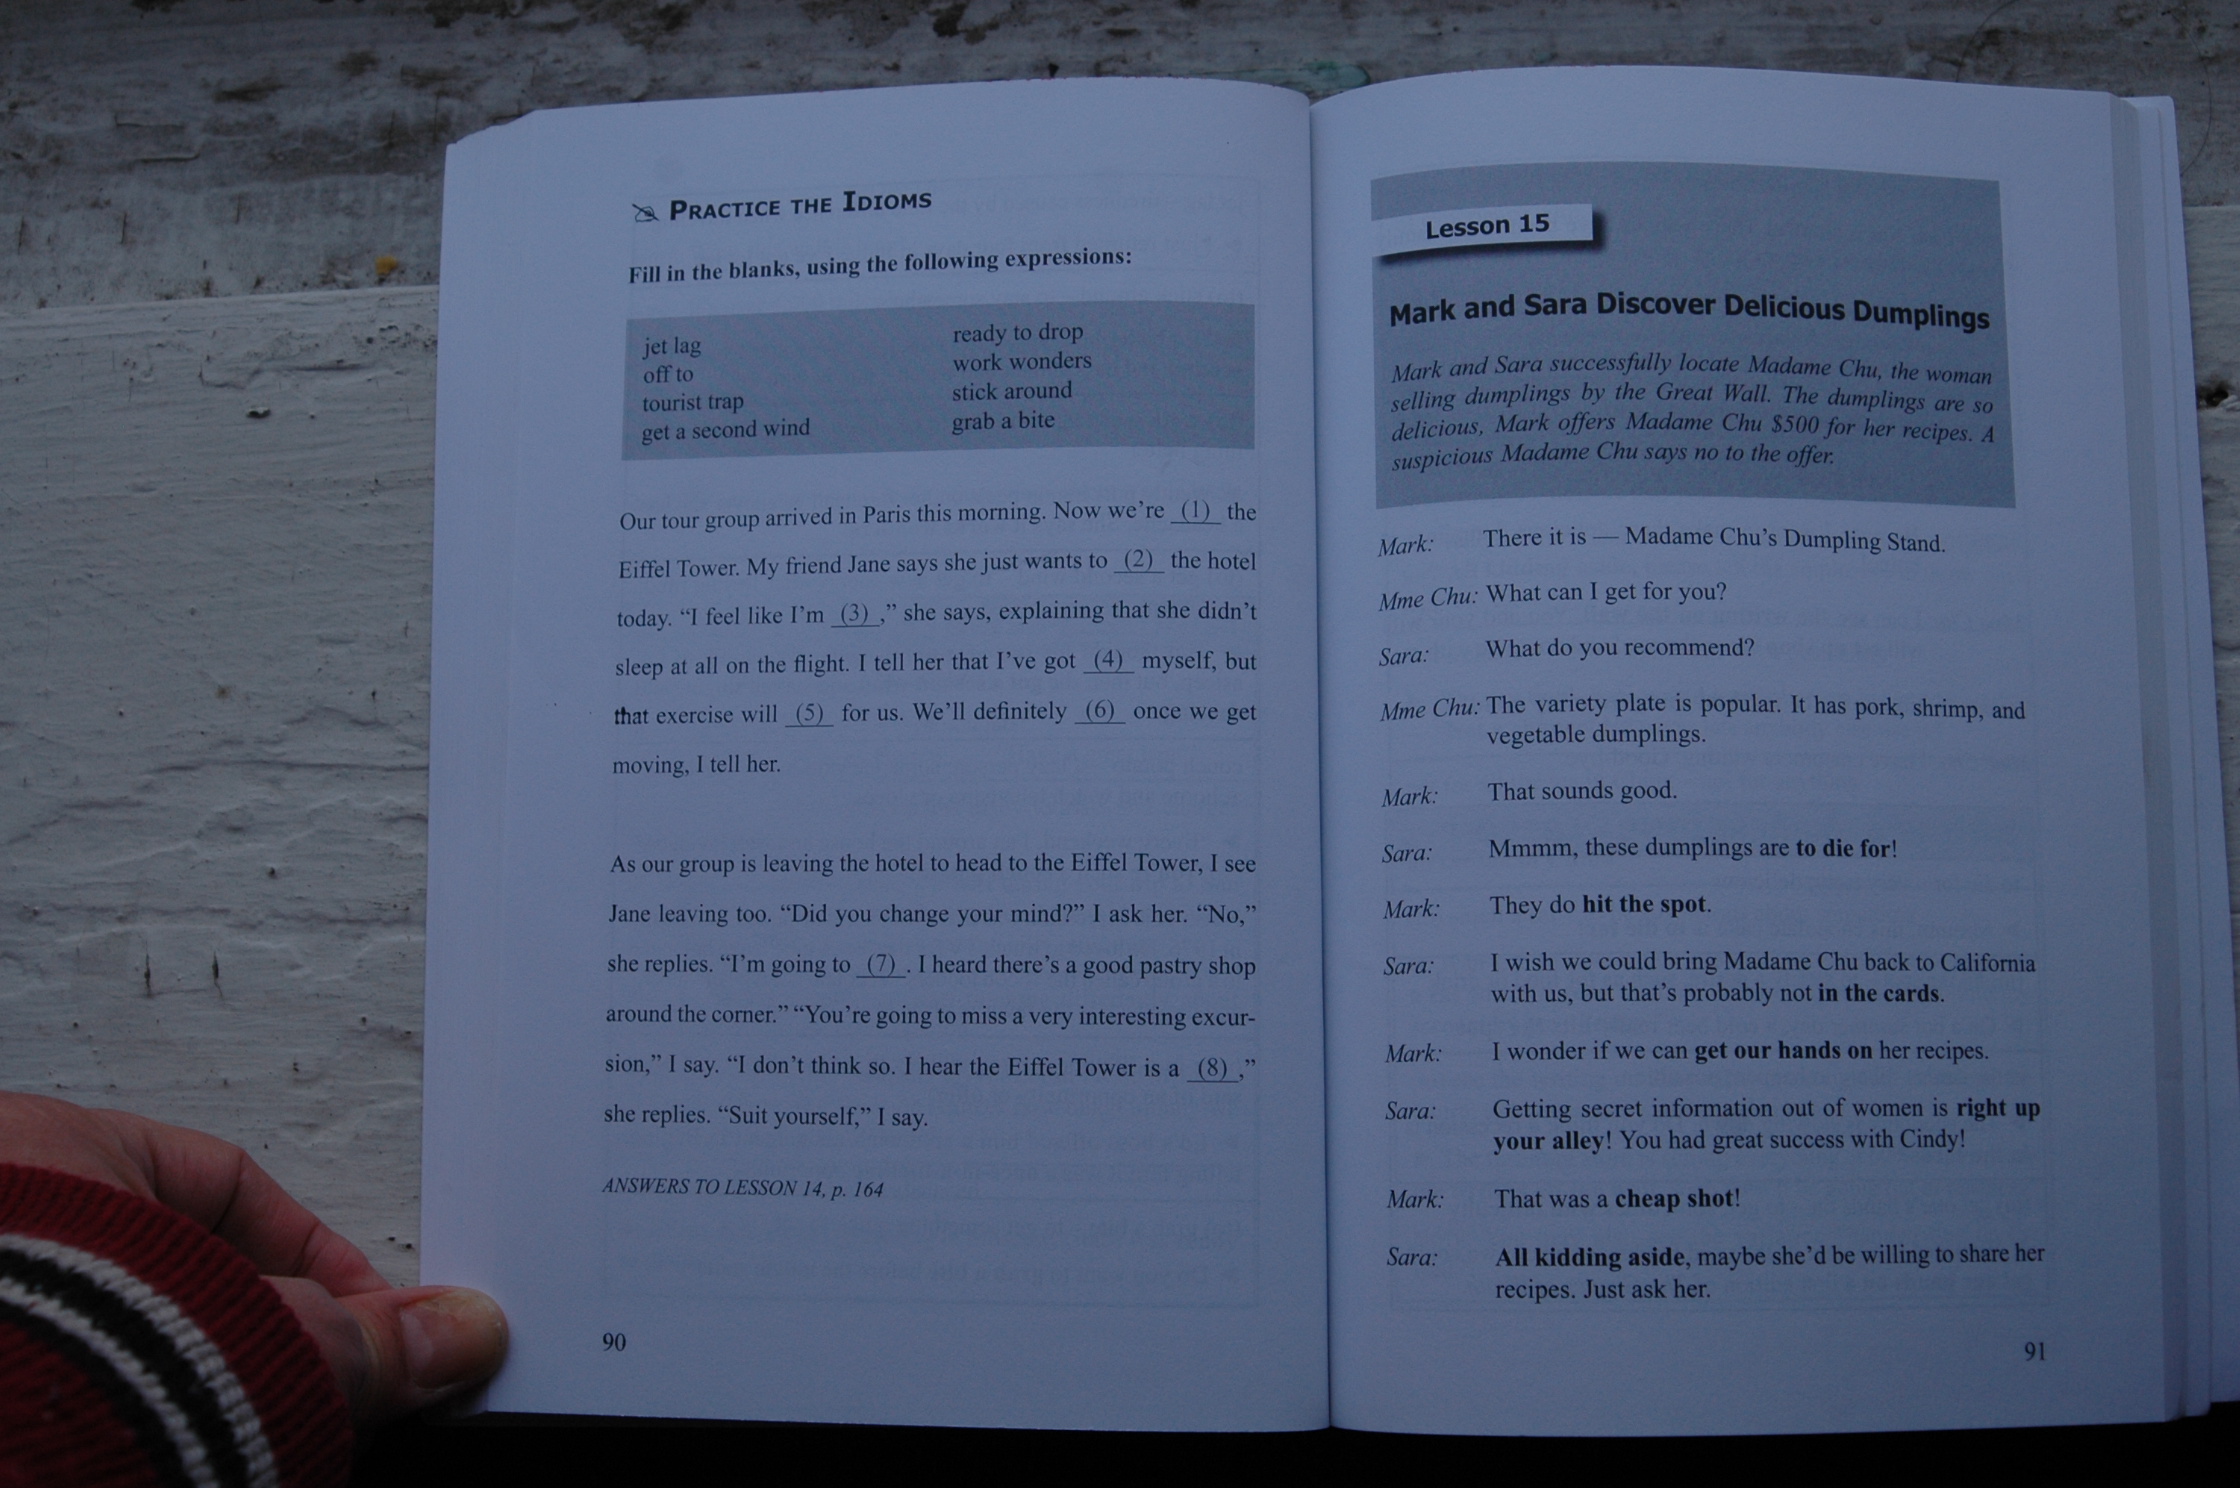 PRACTICE THE IDIOMS
Fill in the blanks, using the following expressions:
jet lag
off to
tourist trap
get a second wind
ready to drop
work wonders
stick around
grab a bite
Our tour group arrived in Paris this morning. Now we're (1) the
Eiffel Tower. My friend Jane says she just wants to (2) the hotel
today. “I feel like I'm (3) ,” she says, explaining that she didn't
sleep at all on the flight. I tell her that I've got (4) myself, but
that exercise will (5) for us. We'll definitely (6) once we get
moving, I tell her.
As our group is leaving the hotel to head to the Eiffel Tower, I see
Jane leaving too. “Did you change your mind?” I ask her. “No,”
she replies. “I'm going to (7) . I heard there's a good pastry shop
around the corner.” “You're going to miss a very interesting excur-
sion,” I say. “I don't think so. I hear the Eiffel Tower is a (8) ,”
she replies. “Suit yourself,” I say.
ANSWERS TO LESSON 14, p. 164
90
Lesson 15
Mark and Sara Discover Delicious Dumplings
Mark and Sara successfully locate Madame Chu, the woman
selling dumplings by the Great Wall. The dumplings are so
delicious, Mark offers Madame Chu $500 for her recipes. A
suspicious Madame Chu says no to the offer.
Mark: There it is — Madame Chu's Dumpling Stand.
Mme Chu: What can I get for you?
Sara: What do you recommend?
Mme Chu: The variety plate is popular. It has pork, shrimp, and
vegetable dumplings.
Mark: That sounds good.
Sara: Mmmm, these dumplings are to die for!
Mark: They do hit the spot.
Sara: I wish we could bring Madame Chu back to California
with us, but that's probably not in the cards.
Mark: I wonder if we can get our hands on her recipes.
Sara: Getting secret information out of women is right up
your alley! You had great success with Cindy!
Mark: That was a cheap shot!
Sara: All kidding aside, maybe she'd be willing to share her
recipes. Just ask her.
91